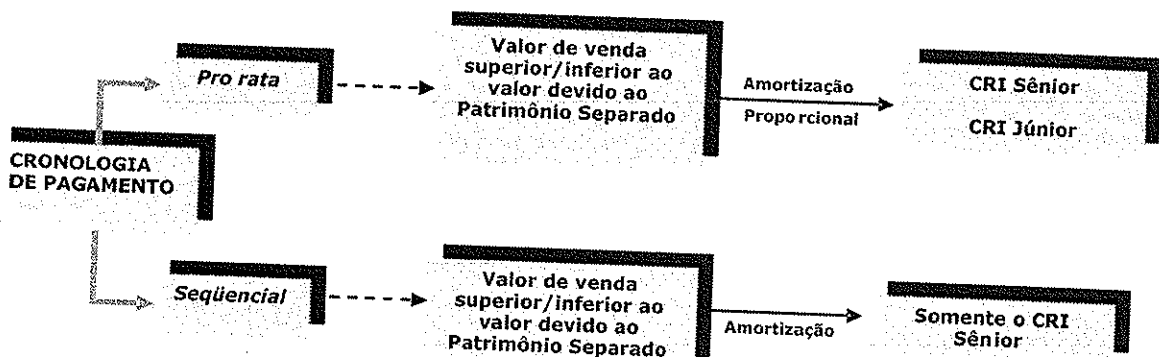 Pro rata
Valor de venda
superior/inferior ao
valor devido ao
Patrimônio Separado
Amortização
Proporcional
CRI Sênior
CRI Júnior
CRONOLOGIA
DE PAGAMENTO
Seqüencial
Valor de venda
superior/inferior ao
valor devido ao
Patrimônio Separado
Amortização
Somente o CRI
Sênior